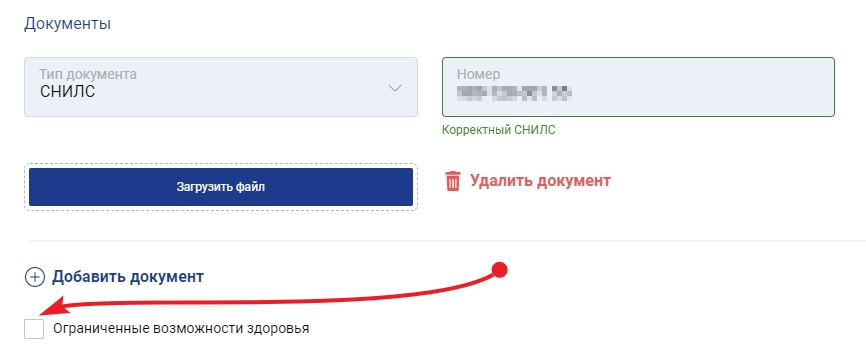 Документы
Тип документа
СНИЛС
Номер
Корректный СНИЛС
Загрузить файл
Удалить документ
Добавить документ
Ограниченные возможности здоровья